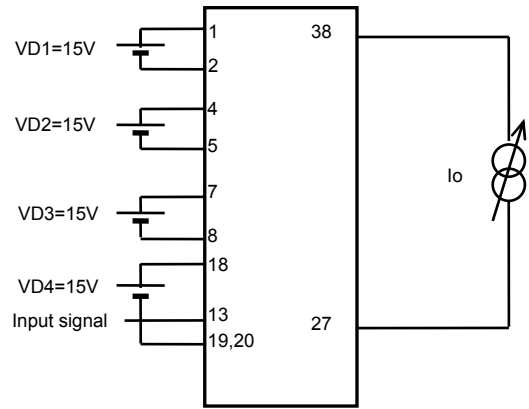 1
38
VD1=15V
2
4
VD2=15V
5
7
Io
VD3=15V
8
18
VD4=15V
Input signal
13
27
19,20